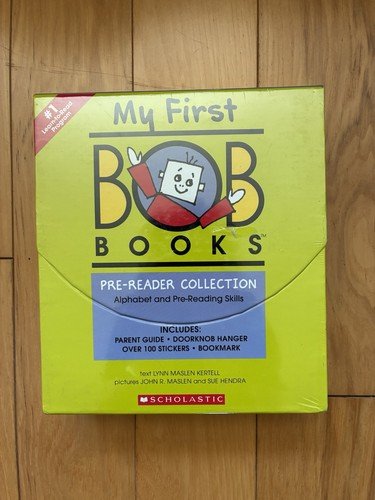 #1
Learn-to-Read
Program
My First
BOB
BOOKS™
PRE-READER COLLECTION
Alphabet and Pre-Reading Skills
INCLUDES:
PARENT GUIDE • DOORKNOB HANGER
OVER 100 STICKERS • BOOKMARK
text LYNN MASLEN KERTELL
pictures JOHN R. MASLEN and SUE HENDRA
SCHOLASTIC